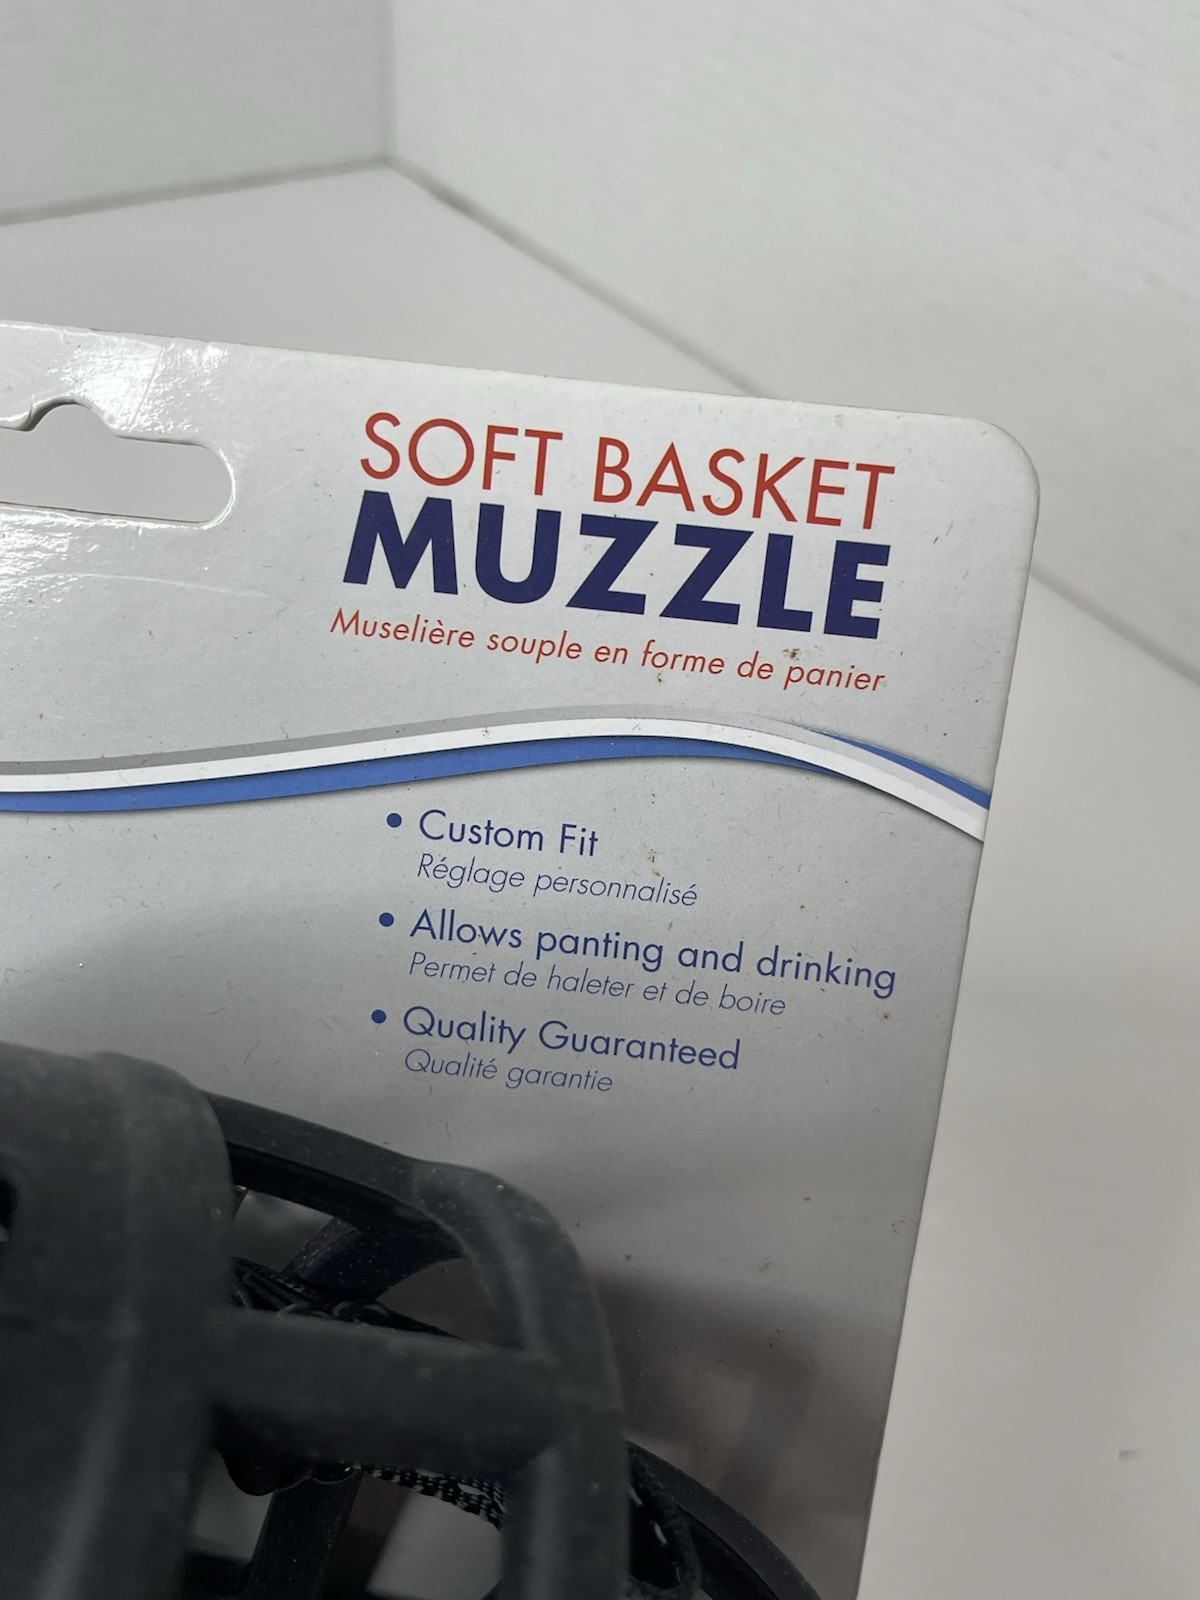 SOFT BASKET
MUZZLE
Muselière souple en forme de panier
• Custom Fit
Réglage personnalisé
• Allows panting and drinking
Permet de haleter et de boire
• Quality Guaranteed
Qualité garantie